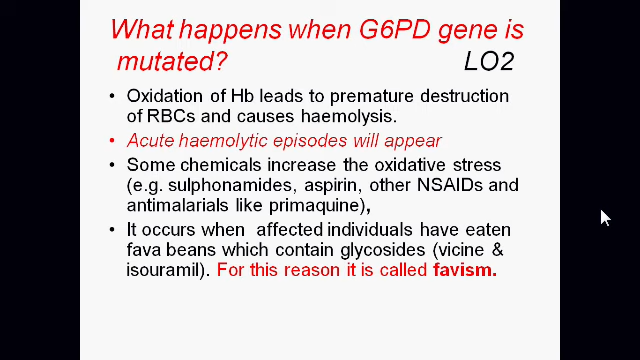 What happens when G6PD gene is
mutated? LO2
• Oxidation of Hb leads to premature destruction
of RBCs and causes haemolysis.
• Acute haemolytic episodes will appear
• Some chemicals increase the oxidative stress
(e.g. sulphonamides, aspirin, other NSAIDs and
antimalarials like primaquine),
• It occurs when affected individuals have eaten
fava beans which contain glycosides (vicine &
isouramil). For this reason it is called favism.